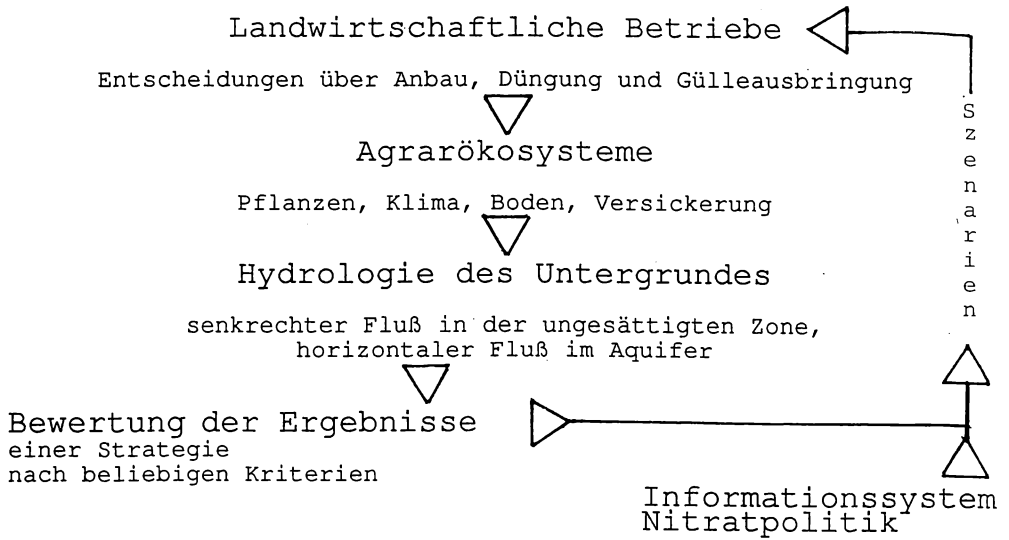 Landwirtschaftliche Betriebe
Entscheidungen über Anbau, Düngung und Gülleausbringung
Agrarökosysteme
Pflanzen, Klima, Boden, Versickerung
Hydrologie des Untergrundes
senkrechter Fluß in der ungesättigten Zone,
horizontaler Fluß im Aquifer
Bewertung der Ergebnisse
einer Strategie
nach beliebigen Kriterien
Szenarien
Informationssystem
Nitratpolitik